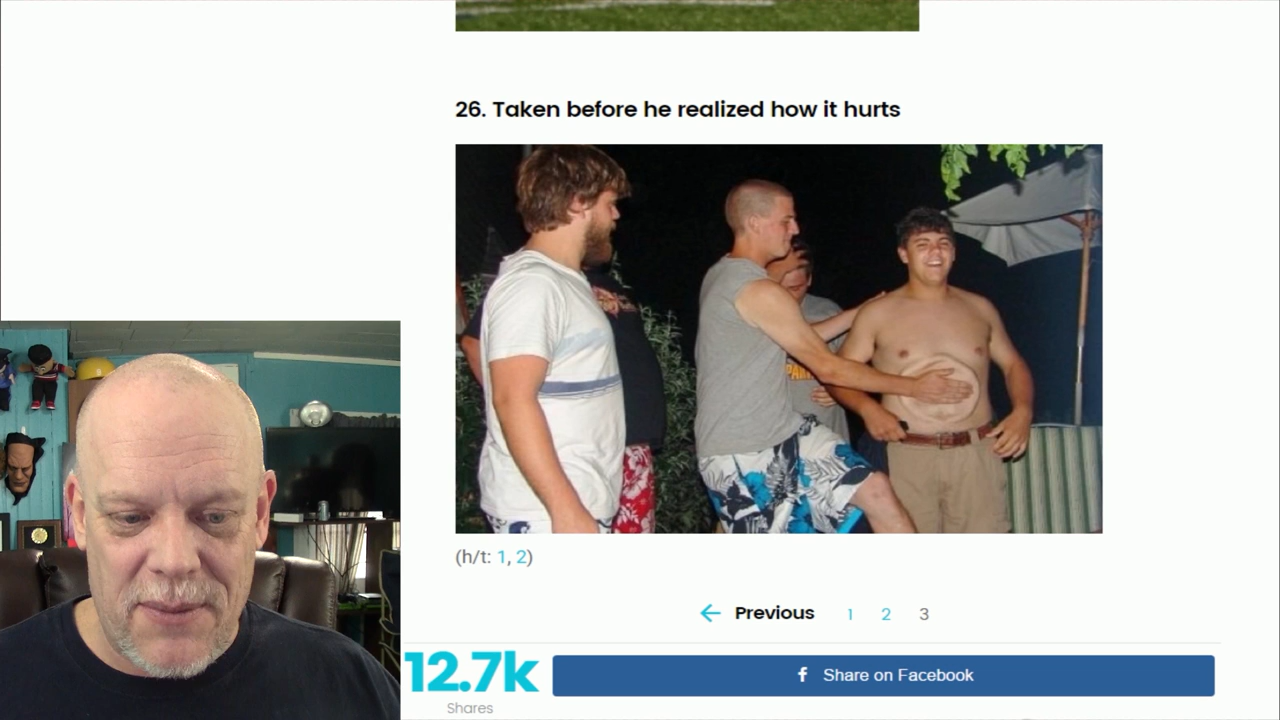 26. Taken before he realized how it hurts
(h/t: 1, 2)
← Previous 1 2 3
12.7k
Shares
f Share on Facebook